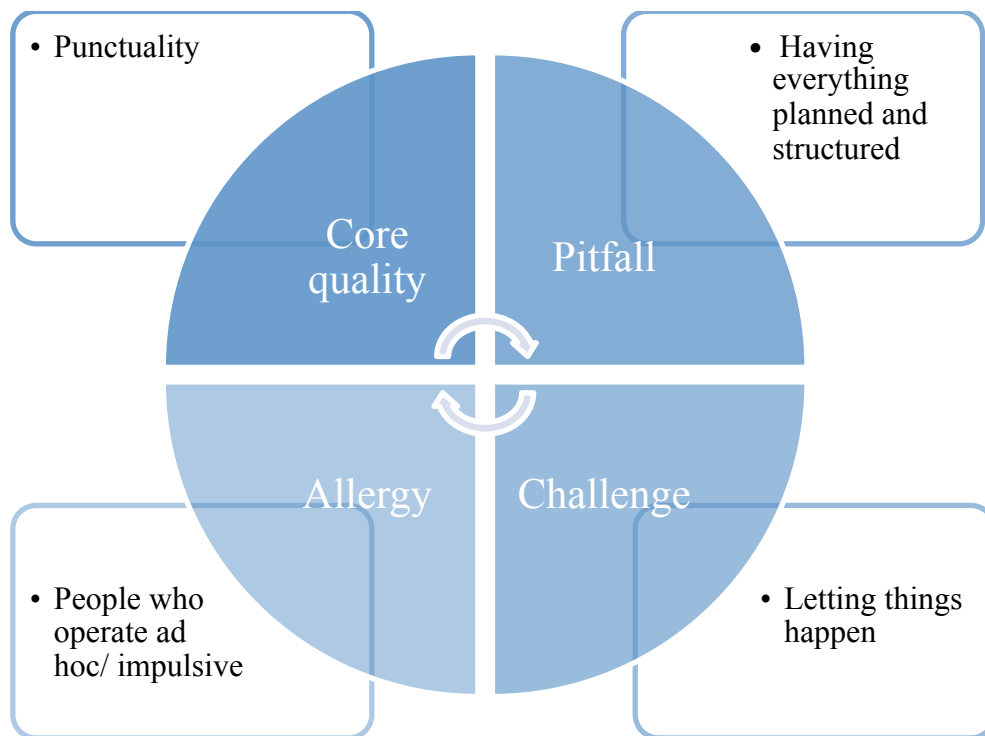 • Punctuality
• Having
everything
planned and
structured
Core
quality
Pitfall
Allergy
Challenge
• People who
operate ad
hoc/ impulsive
• Letting things
happen